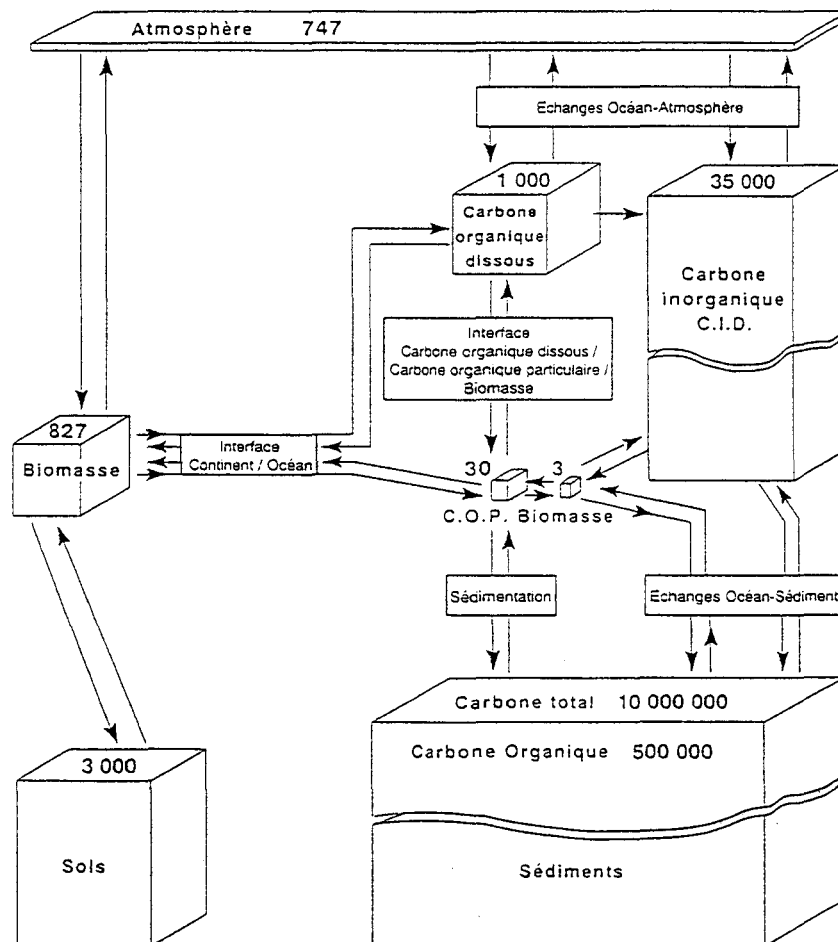 Atmosphère 747
Echanges Océan-Atmosphère
1 000
Carbone
organique
dissous
35 000
Carbone
inorganique
C.I.D.
Interface
Carbone organique dissous /
Carbone organique particulaire /
Biomasse
827
Biomasse
Interface
Continent / Océan
30 3
C.O.P. Biomasse
Sédimentation
Echanges Océan-Sédiment
Carbone total 10 000 000
Carbone Organique 500 000
Sédiments
3 000
Sols